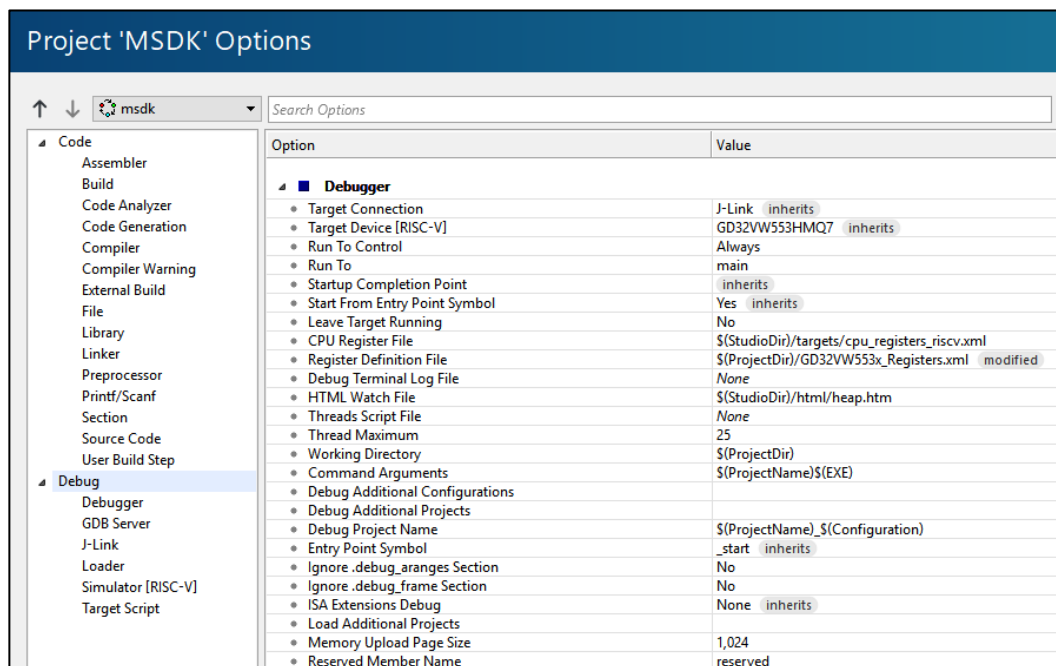 Project 'MSDK' Options
msdk
Search Options
Code
Assembler
Build
Code Analyzer
Code Generation
Compiler
Compiler Warning
External Build
File
Library
Linker
Preprocessor
Printf/Scanf
Section
Source Code
User Build Step
Debug
Debugger
GDB Server
J-Link
Loader
Simulator [RISC-V]
Target Script
Option Value
Debugger
Target Connection J-Link inherits
Target Device [RISC-V] GD32VW553HMQ7 inherits
Run To Control Always
Run To main
Startup Completion Point inherits
Start From Entry Point Symbol Yes inherits
Leave Target Running No
CPU Register File $(StudioDir)/targets/cpu_registers_riscv.xml
Register Definition File $(ProjectDir)/GD32VW553x_Registers.xml modified
Debug Terminal Log File None
HTML Watch File $(StudioDir)/html/heap.htm
Threads Script File None
Thread Maximum 25
Working Directory $(ProjectDir)
Command Arguments $(ProjectName)$(EXE)
Debug Additional Configurations
Debug Additional Projects
Debug Project Name $(ProjectName)_$(Configuration)
Entry Point Symbol _start inherits
Ignore .debug_aranges Section No
Ignore .debug_frame Section No
ISA Extensions Debug None inherits
Load Additional Projects
Memory Upload Page Size 1,024
Reserved Member Name reserved